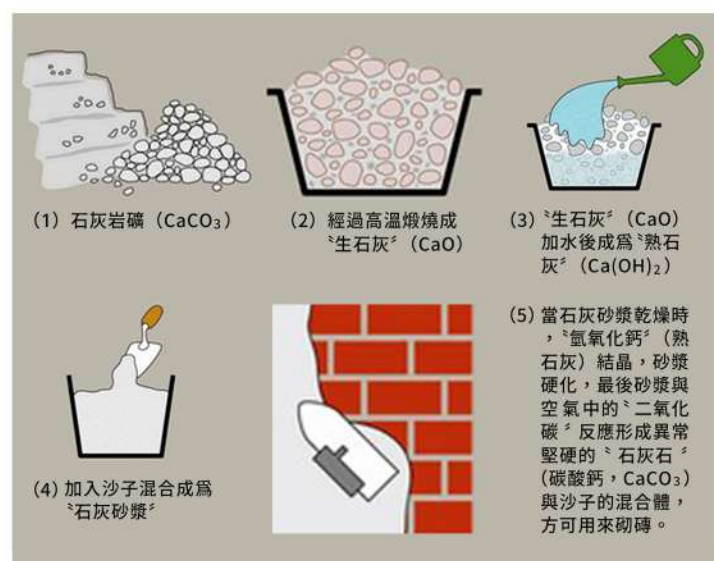 (1) 石灰岩礦（CaCO₃）
(2) 經過高溫煅燒成
〝生石灰〞（CaO）
(3)〝生石灰〞（CaO）
加水後成爲〝熟石
灰〞（Ca(OH)₂）
(4) 加入沙子混合成爲
〝石灰砂漿〞
(5) 當石灰砂漿乾燥時
，〝氫氧化鈣〞（熟
石灰）結晶，砂漿
硬化，最後砂漿與
空氣中的〝二氧化
碳〞反應形成異常
堅硬的〝石灰石〞
(碳酸鈣，CaCO₃)
與沙子的混合體，
方可用來砌磚。